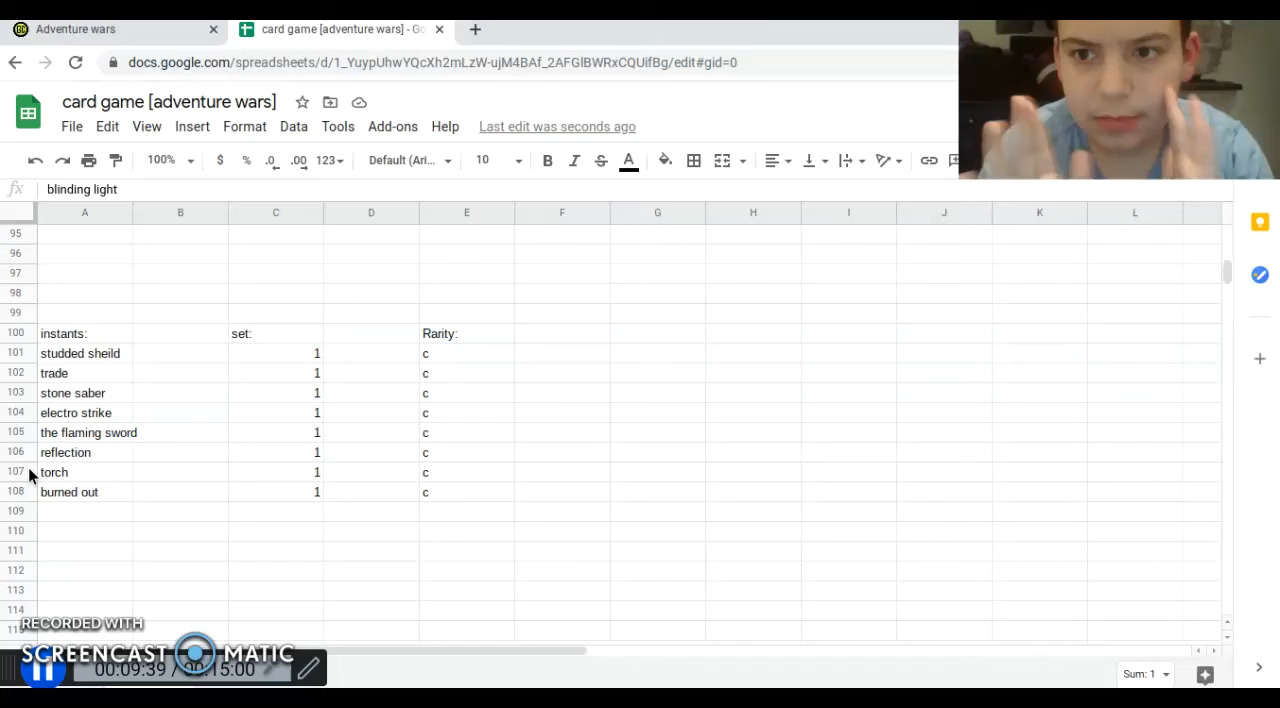 Adventure wars
card game [adventure wars] - Go
docs.google.com/spreadsheets/d/1_YuypUhwYQcXh2mLzW-ujM4BAf_2AFGlBWRxCQUifBg/edit#gid=0
card game [adventure wars]
File Edit View Insert Format Data Tools Add-ons Help Last edit was seconds ago
100% $ % .0 .00 123 Default (Ari... 10 B I S A
fx blinding light
A B C D E F G H I J K L
95
96
97
98
99
100 instants: set: Rarity:
101 studded sheild 1 c
102 trade 1 c
103 stone saber 1 c
104 electro strike 1 c
105 the flaming sword 1 c
106 reflection 1 c
107 torch 1 c
108 burned out 1 c
109
110
111
112
113
114
RECORDED WITH
SCREENCAST MATIC
00:09:39 / 00:15:00
Sum: 1